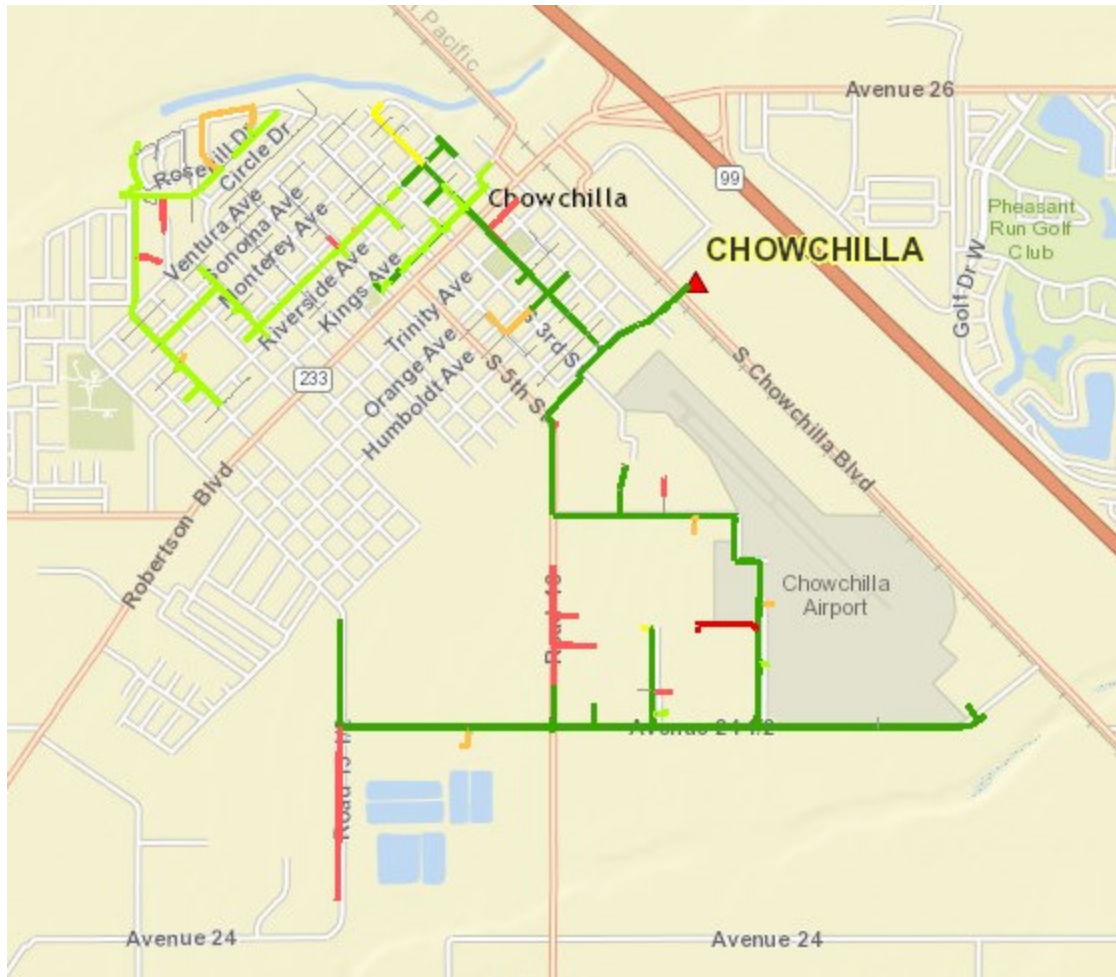 Pacific
Avenue 26
99
Rosehill Dr
Circle Dr
Chowchilla
Pheasant
Run Golf
Club
CHOWCHILLA
Golf Dr W
Ventura Ave
Sonoma Ave
Monterey Ave
Riverside Ave
Kings Ave
Trinity Ave
Orange Ave
Humboldt Ave
S 3rd S
S 5th St
233
S Chowchilla Blvd
Robertson Blvd
Chowchilla
Airport
Avenue 24 1/2
Avenue 24
Avenue 24